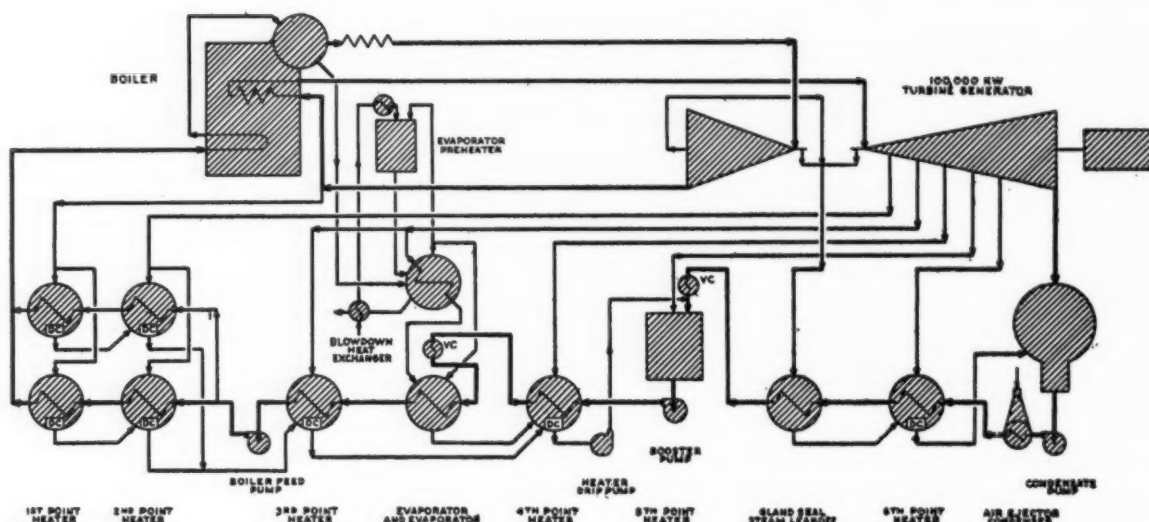 BOILER
100,000 KW
TURBINE GENERATOR
EVAPORATOR
PREHEATER
VC
BLOWDOWN
HEAT
EXCHANGER
VC
DC
DC
DC
DC
DC
DC
DC
BOOSTER
PUMP
BOILER FEED
PUMP
HEATER
DRIP PUMP
CONDENSATE
PUMP
1ST POINT
HEATER
2ND POINT
HEATER
3RD POINT
HEATER
EVAPORATOR
AND EVAPORATOR
4TH POINT
HEATER
5TH POINT
HEATER
GLAND SEAL
STEAM LEAKOFF
6TH POINT
HEATER
AIR EJECTOR